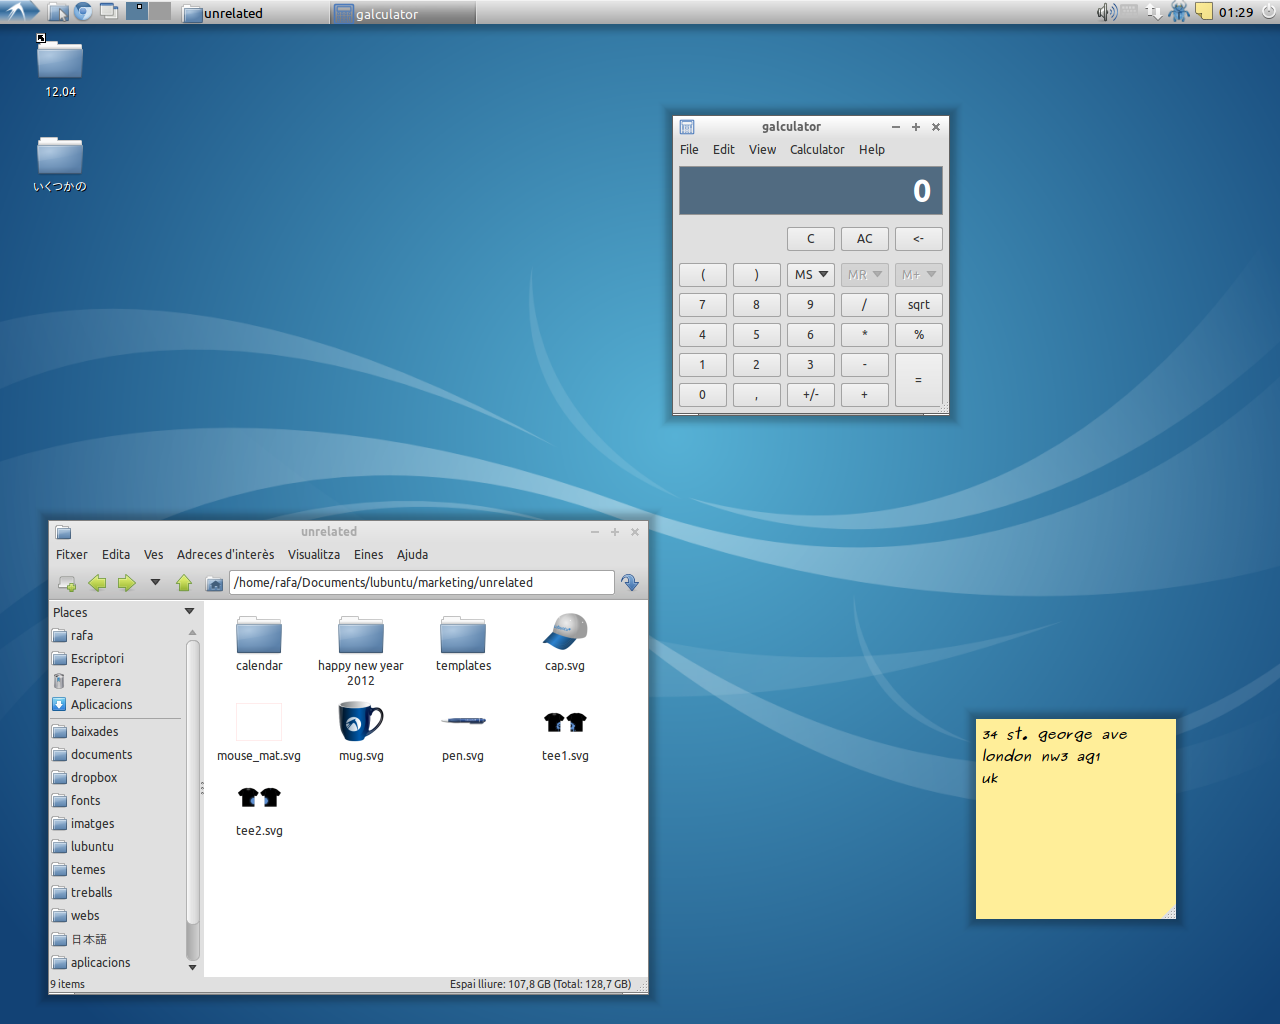 unrelated
galculator
01:29
12.04
いくつかの
galculator
File Edit View Calculator Help
0
C AC <-
( ) MS MR M+
7 8 9 / sqrt
4 5 6 * %
1 2 3 - =
0 , +/- +
unrelated
Fitxer Edita Ves Adreces d'interès Visualitza Eines Ajuda
/home/rafa/Documents/lubuntu/marketing/unrelated
Places
rafa
Escriptori
Paperera
Aplicacions
baixades
documents
dropbox
fonts
imatges
lubuntu
temes
treballs
webs
日本語
aplicacions
calendar
happy new year
2012
templates
cap.svg
mouse_mat.svg
mug.svg
pen.svg
tee1.svg
tee2.svg
9 items
Espai lliure: 107,8 GB (Total: 128,7 GB)
34 st. george ave
london nw3 aq1
uk